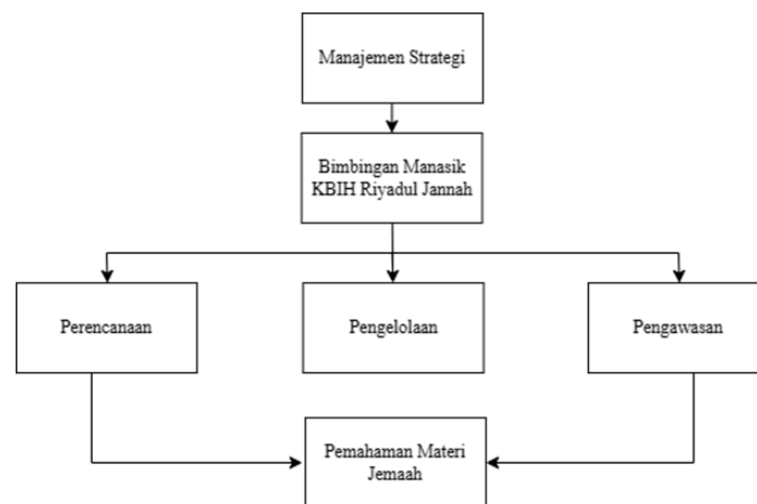 Manajemen Strategi
Bimbingan Manasik
KBIH Riyadul Jannah
Perencanaan
Pengelolaan
Pengawasan
Pemahaman Materi
Jemaah